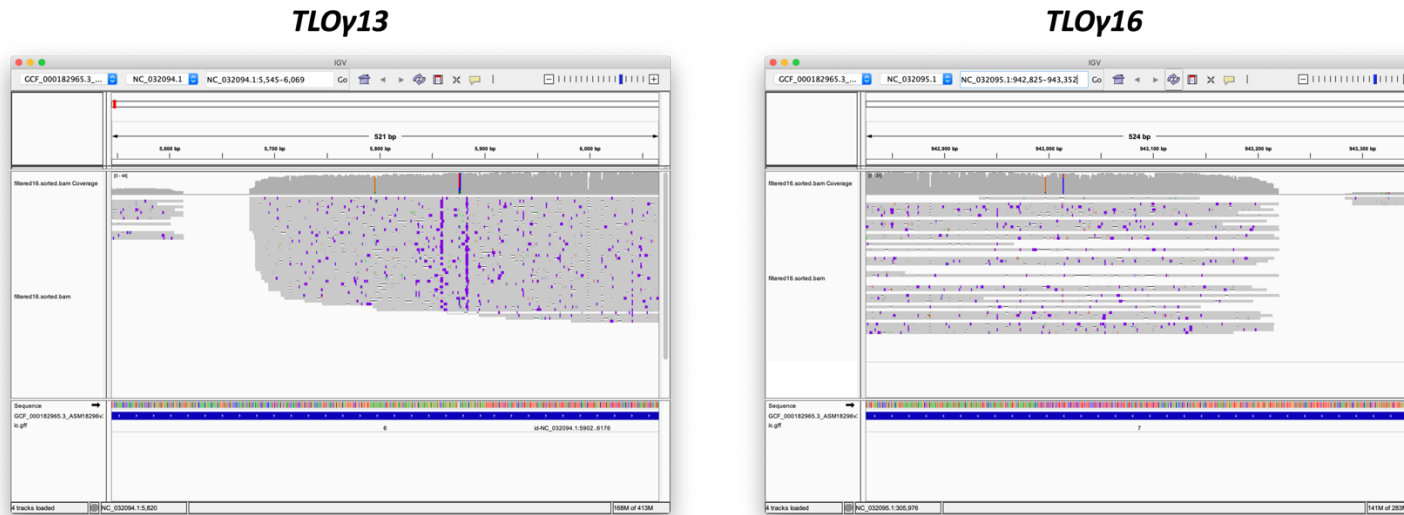 TLOγ13
IGV
GCF_000182965.3_...
NC_032094.1
NC_032094.1:5,545-6,069
Go
521 bp
5,600 bp
5,700 bp
5,800 bp
5,900 bp
6,000 bp
filtered16.sorted.bam Coverage
filtered16.sorted.bam
Sequence
GCF_000182965.3_ASM18296v
ic.gff
6
id-NC_032094.1:5902..6176
4 tracks loaded
NC_032094.1:5,820
168M of 413M
TLOγ16
IGV
GCF_000182965.3_...
NC_032095.1
NC_032095.1:942,825-943,352
Go
524 bp
942,900 bp
943,000 bp
943,100 bp
943,200 bp
943,300 bp
filtered16.sorted.bam Coverage
filtered16.sorted.bam
Sequence
GCF_000182965.3_ASM18296v
ic.gff
7
4 tracks loaded
NC_032095.1:305,976
141M of 283M